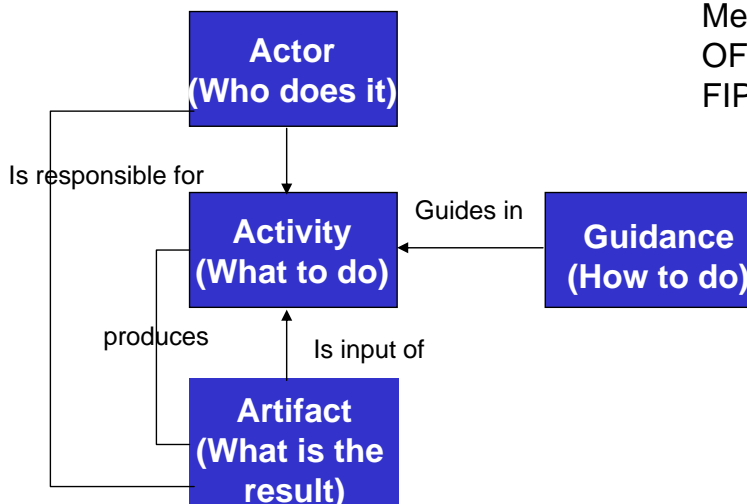 Me
OF
FIP
Actor
(Who does it)
Is responsible for
Activity
(What to do)
Guides in
Guidance
(How to do)
produces
Is input of
Artifact
(What is the
result)